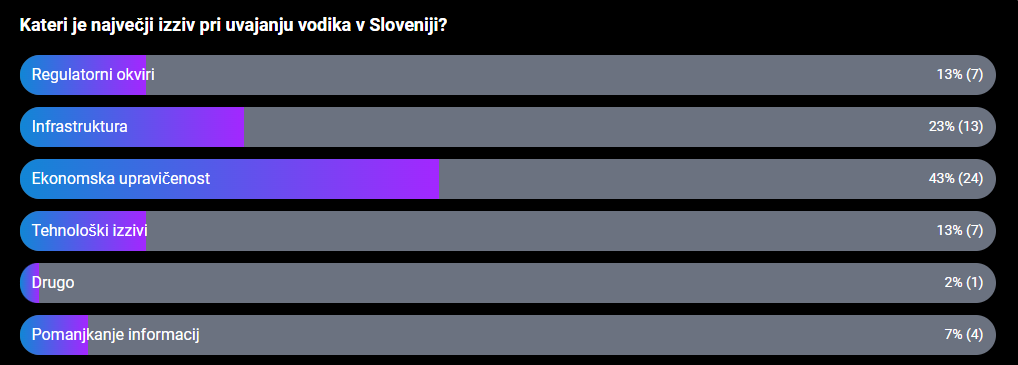 Kateri je največji izziv pri uvajanju vodika v Sloveniji?
Regulatorni okviri 13% (7)
Infrastruktura 23% (13)
Ekonomska upravičenost 43% (24)
Tehnološki izzivi 13% (7)
Drugo 2% (1)
Pomanjkanje informacij 7% (4)